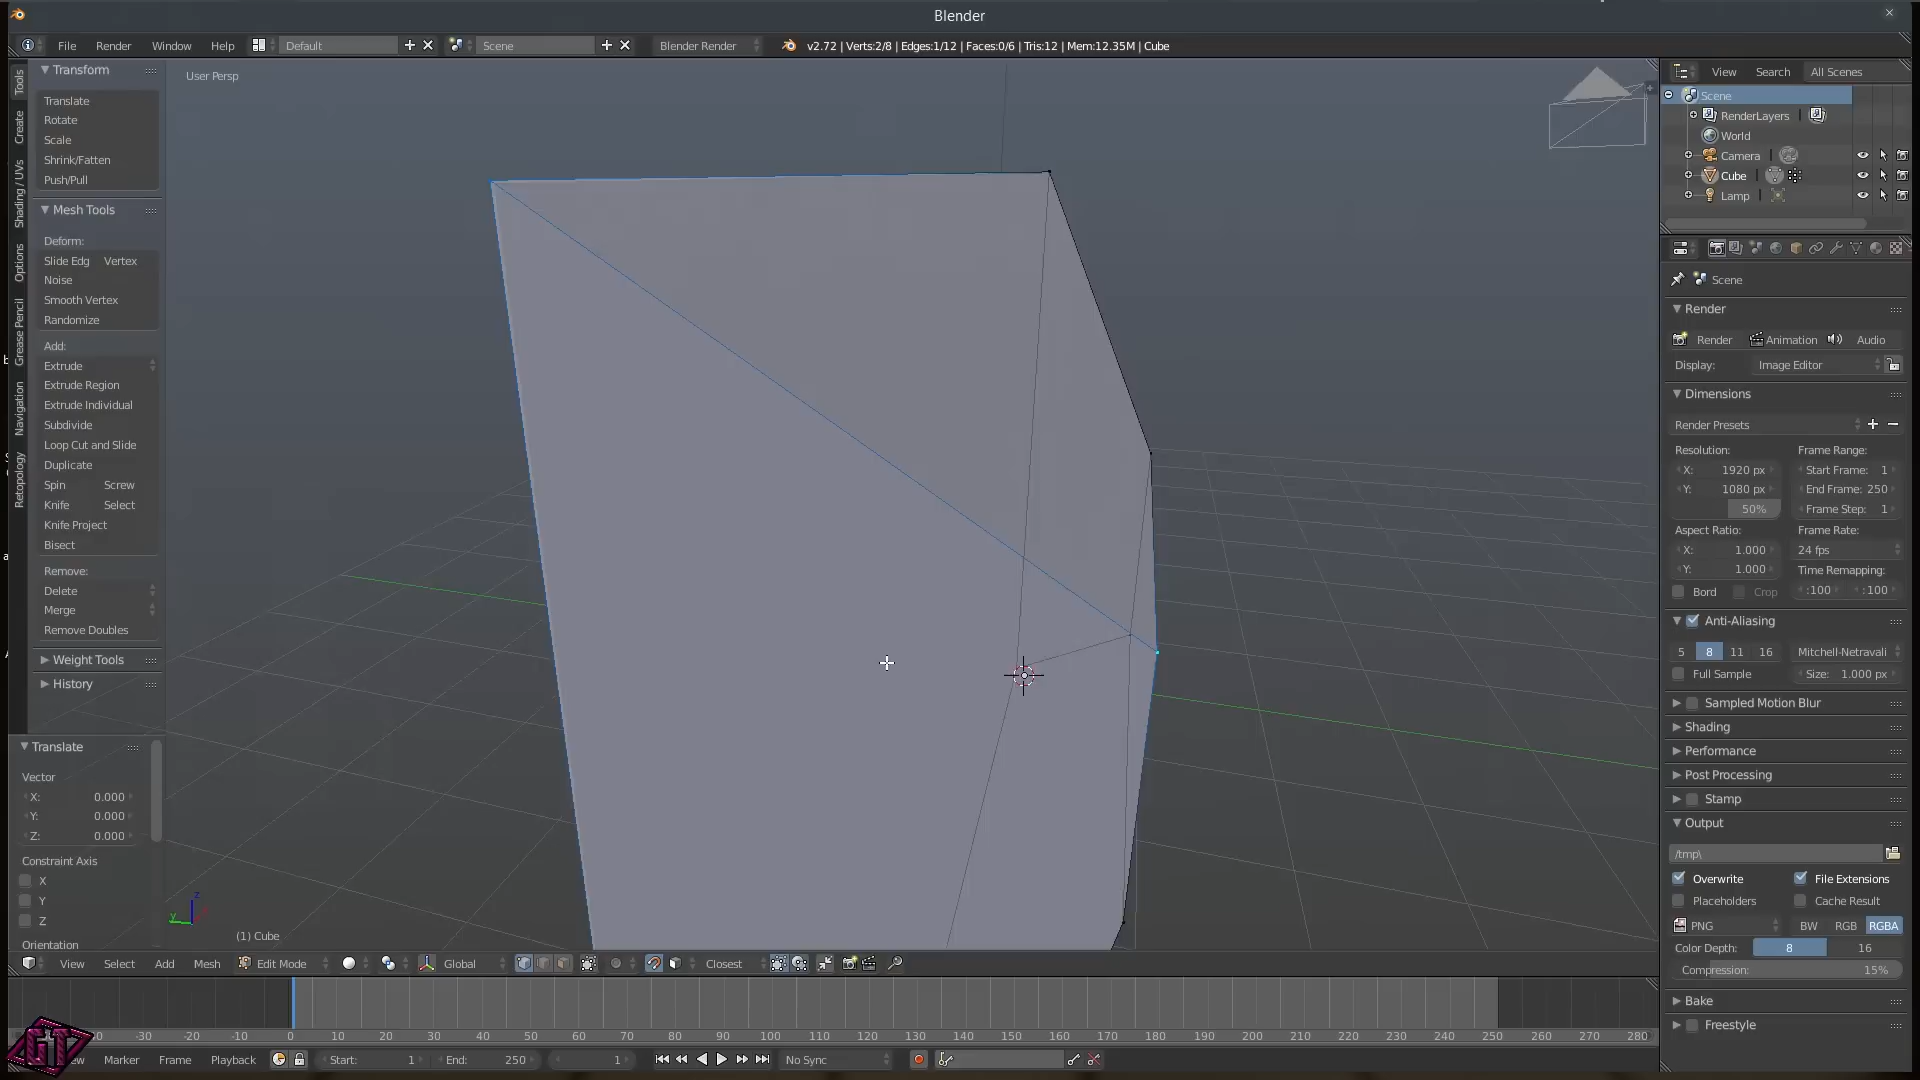 Blender
File Render Window Help Default Scene Blender Render v2.72 | Verts:2/8 | Edges:1/12 | Faces:0/6 | Tris:12 | Mem:12.35M | Cube
Tools
Create
Shading / UVs
Options
Grease Pencil
Navigation
Retopology
Transform
Translate
Rotate
Scale
Shrink/Fatten
Push/Pull
Mesh Tools
Deform:
Slide Edg Vertex
Noise
Smooth Vertex
Randomize
Add:
Extrude
Extrude Region
Extrude Individual
Subdivide
Loop Cut and Slide
Duplicate
Spin Screw
Knife Select
Knife Project
Bisect
Remove:
Delete
Merge
Remove Doubles
Weight Tools
History
Translate
Vector
X: 0.000
Y: 0.000
Z: 0.000
Constraint Axis
X
Y
Z
Orientation
User Persp
z
y
(1) Cube
View Select Add Mesh Edit Mode Global Closest
-30 -20 -10 0 10 20 30 40 50 60 70 80 90 100 110 120 130 140 150 160 170 180 190 200 210 220 230 240 250 260 270 280
GT
Marker Frame Playback Start: 1 End: 250 1 No Sync
View Search All Scenes
Scene
RenderLayers
World
Camera
Cube
Lamp
Scene
Render
Render Animation Audio
Display: Image Editor
Dimensions
Render Presets
Resolution: Frame Range:
X: 1920 px Start Frame: 1
Y: 1080 px End Frame: 250
50% Frame Step: 1
Aspect Ratio: Frame Rate:
X: 1.000 24 fps
Y: 1.000 Time Remapping:
Bord Crop :100 :100
Anti-Aliasing
5 8 11 16 Mitchell-Netravali
Full Sample Size: 1.000 px
Sampled Motion Blur
Shading
Performance
Post Processing
Stamp
Output
/tmp\
Overwrite File Extensions
Placeholders Cache Result
PNG BW RGB RGBA
Color Depth: 8 16
Compression: 15%
Bake
Freestyle